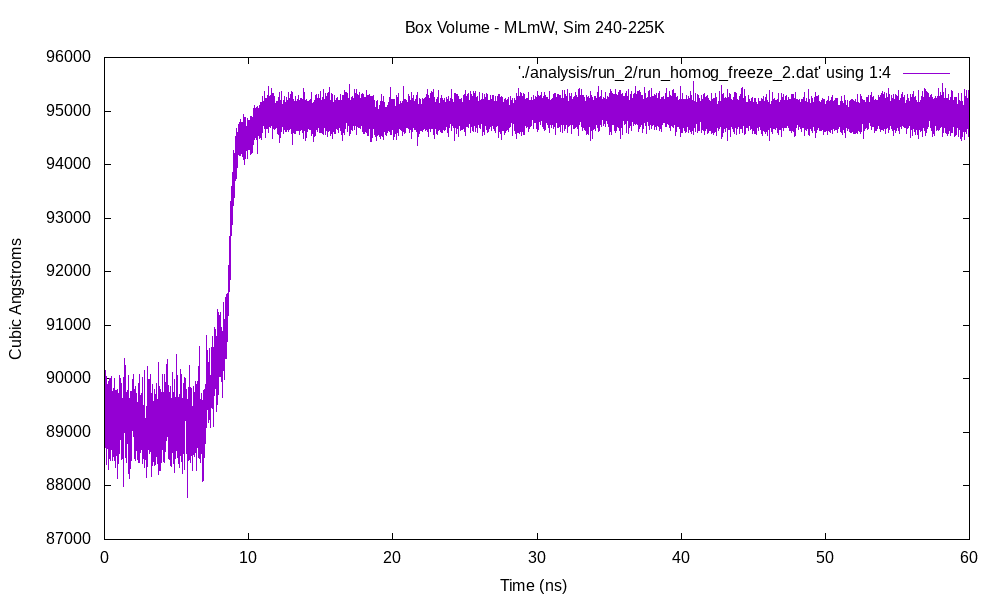 Box Volume - MLmW, Sim 240-225K
'./analysis/run_2/run_homog_freeze_2.dat' using 1:4
96000
95000
94000
93000
92000
91000
90000
89000
88000
87000
Cubic Angstroms
0 10 20 30 40 50 60
Time (ns)